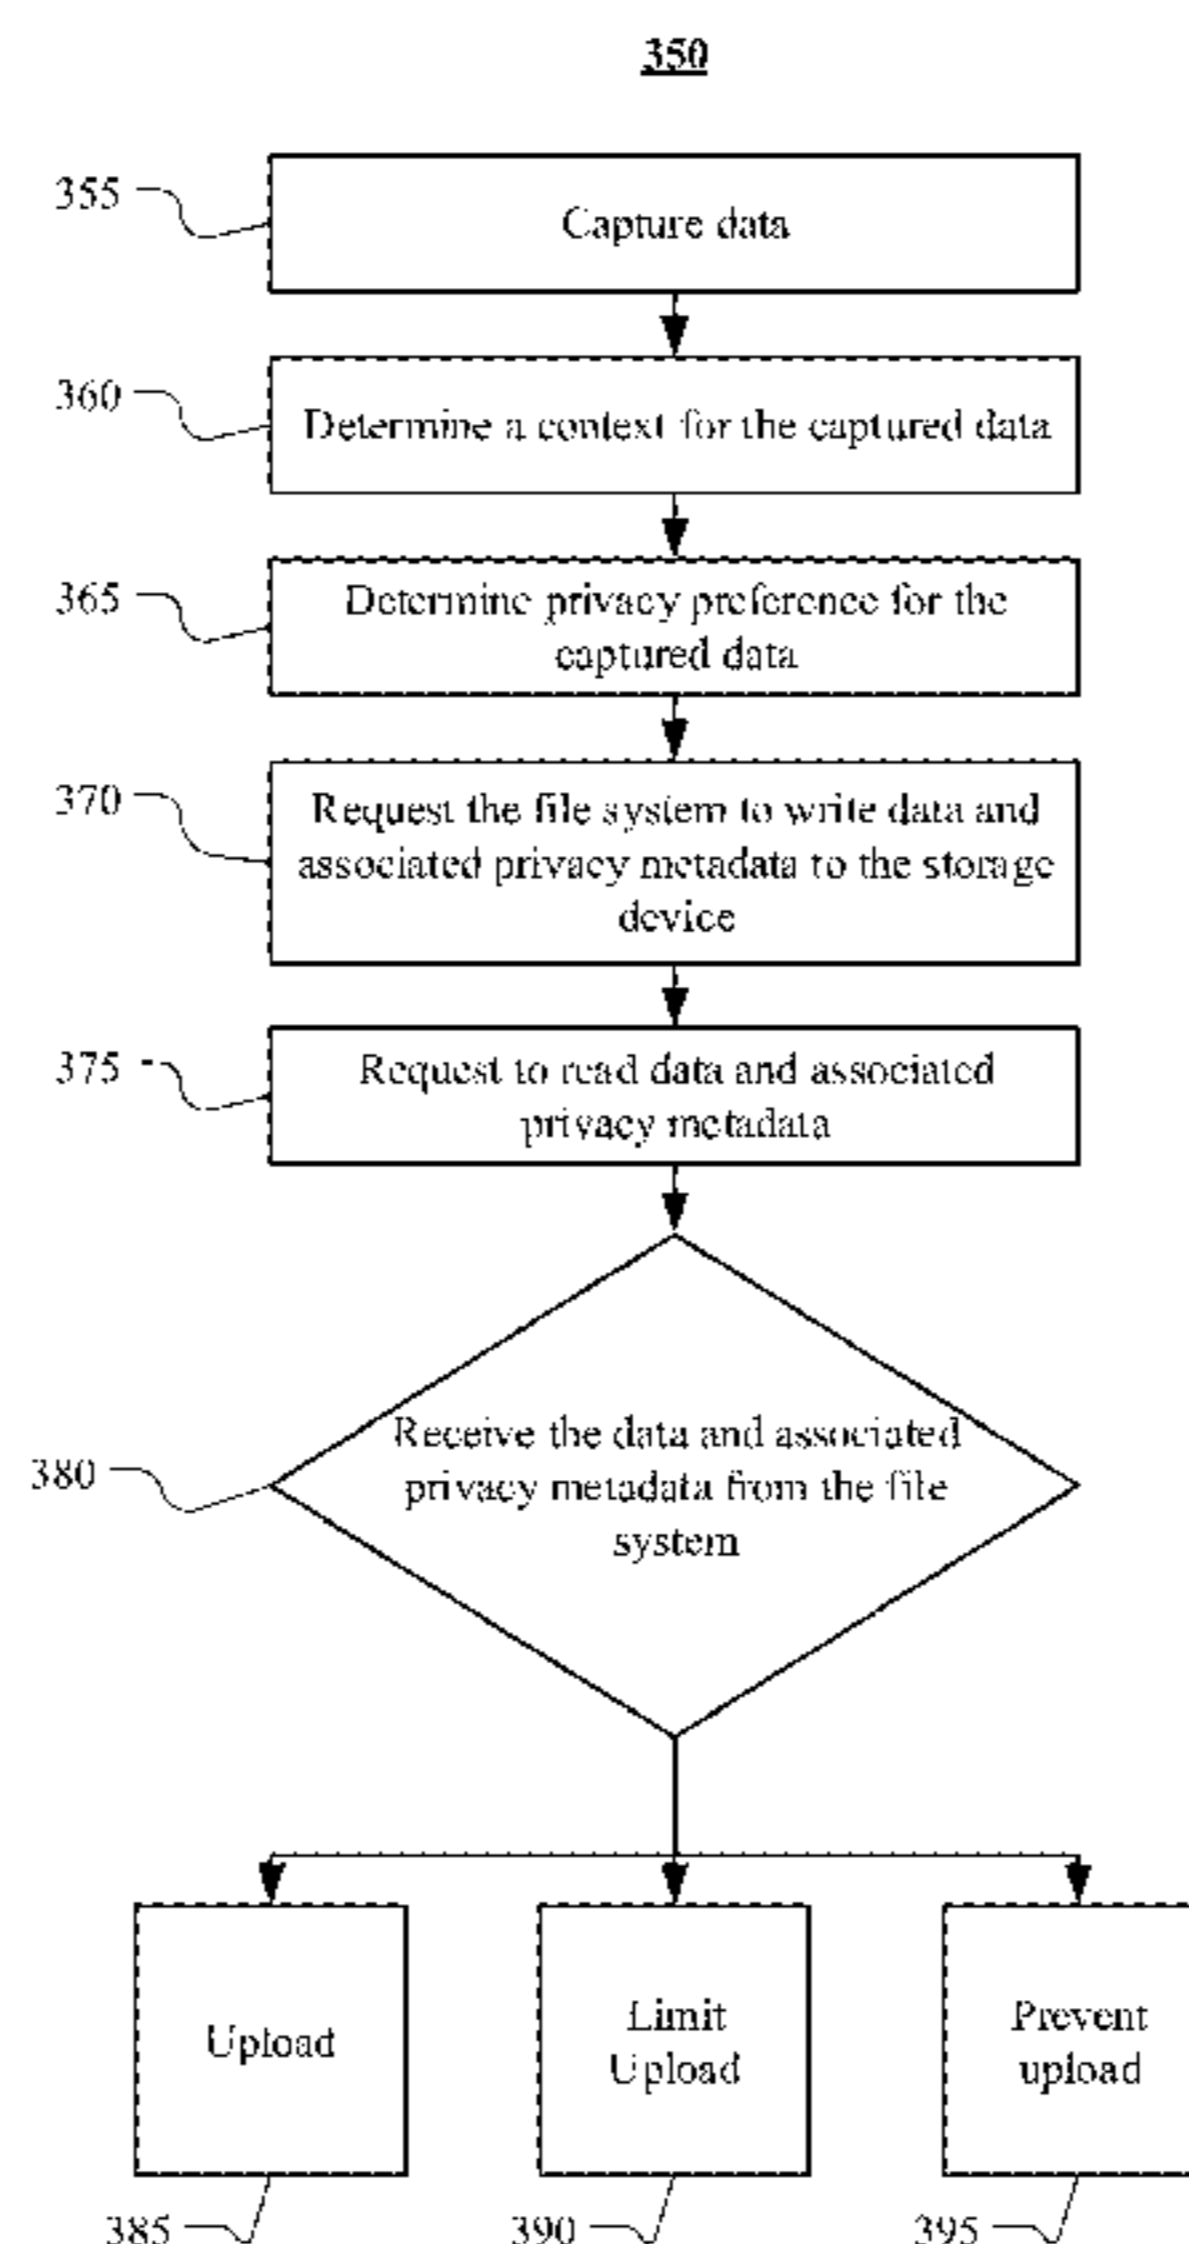 350
355
Capture data
360
Determine a context for the captured data
365
Determine privacy preference for the
captured data
370
Request the file system to write data and
associated privacy metadata to the storage
device
375
Request to read data and associated
privacy metadata
380
Receive the data and associated
privacy metadata from the file
system
Upload
Limit
Upload
Prevent
upload
385
390
395